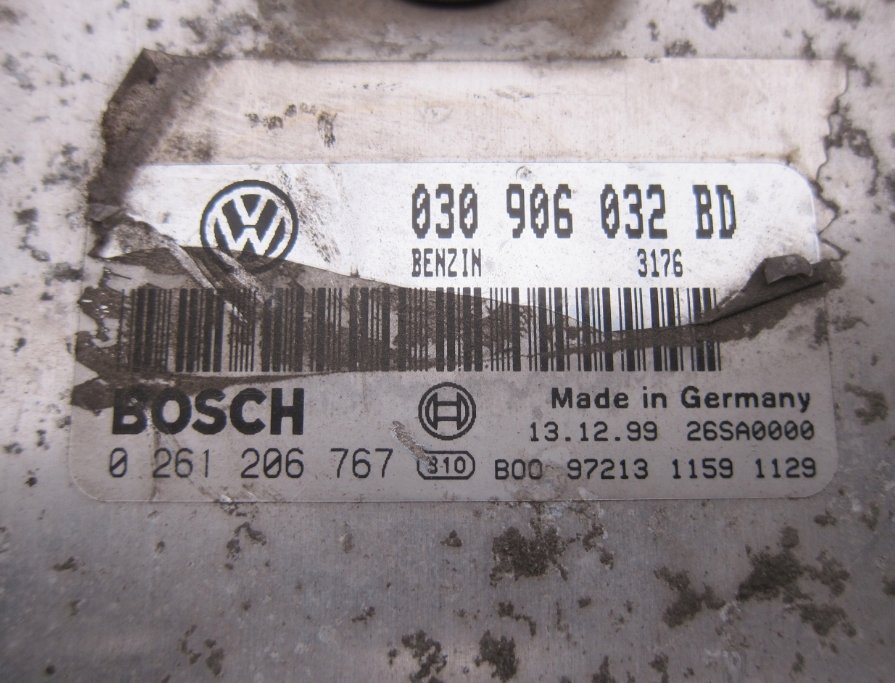 VW
030 906 032 BD
BENZIN 3176
BOSCH
Made in Germany
13.12.99 26SA0000
0 261 206 767 310 B00 97213 1159 1129